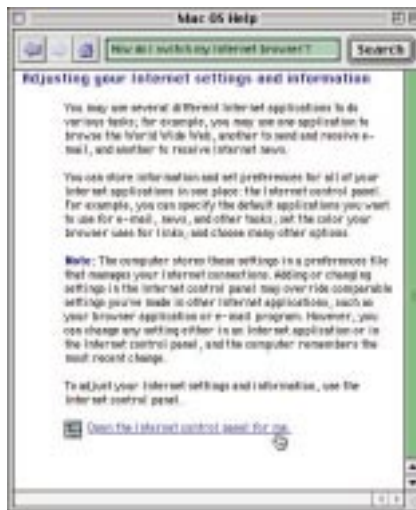 Mac OS Help
How do I switch my Internet browser?
Search
Adjusting your Internet settings and information
You may use several different Internet applications to do
various tasks; for example, you may use one application to
browse the World Wide Web, another to send and receive e-
mail, and another to receive Internet news.
You can store information and set preferences for all of your
Internet applications in one place: the Internet control panel.
For example, you can specify the default applications you want
to use for e-mail, news, and other tasks, set the color your
browser uses for links, and choose many other options.
Note: The computer stores these settings in a preferences file
that manages your Internet connections. Adding or changing
settings in the Internet control panel may override comparable
settings you've made in other Internet applications, such as
your browser application or e-mail program. However, you
can change any setting either in an Internet application or in
the Internet control panel, and the computer remembers the
most recent change.
To adjust your Internet settings and information, use the
Internet control panel.
Open the Internet control panel for me.